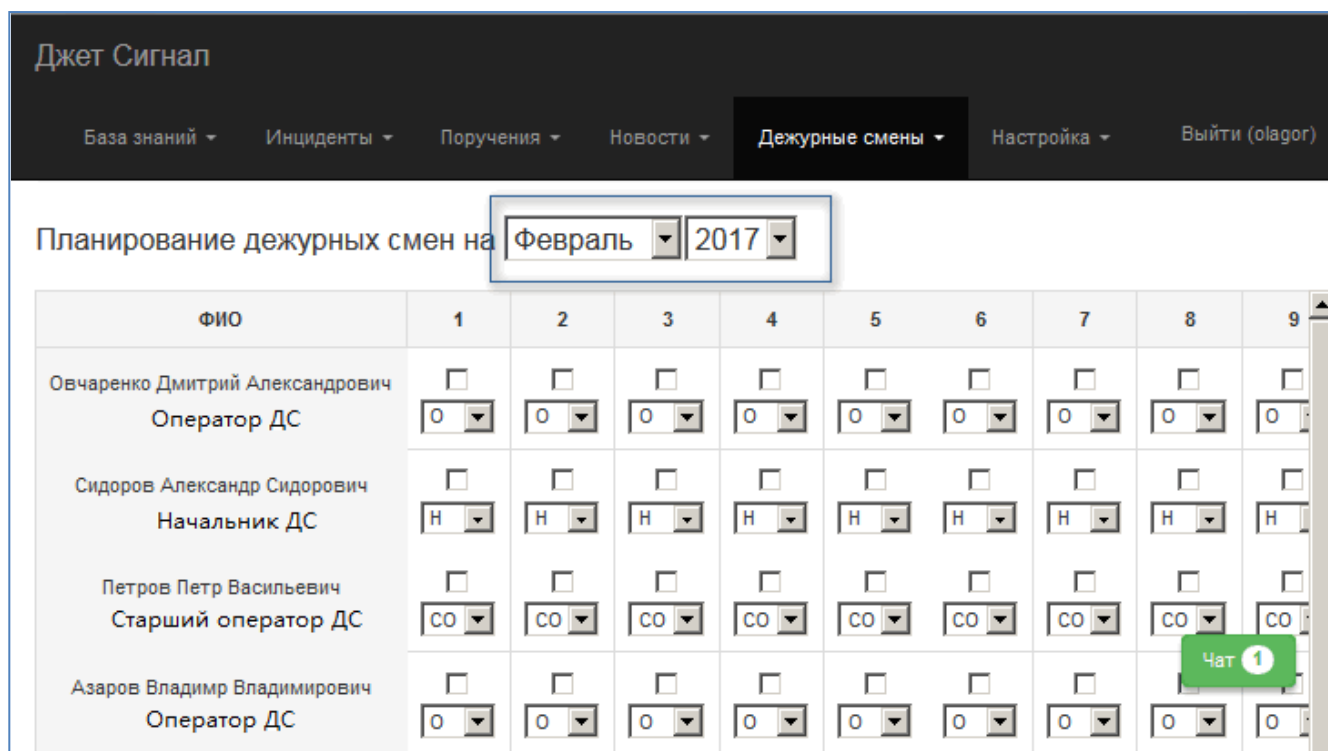 Джет Сигнал
База знаний Инциденты Поручения Новости Дежурные смены Настройка Выйти (olagor)
Планирование дежурных смен на Февраль 2017
ФИО 1 2 3 4 5 6 7 8 9
Овчаренко Дмитрий Александрович
Оператор ДС
О О О О О О О О О
Сидоров Александр Сидорович
Начальник ДС
Н Н Н Н Н Н Н Н Н
Петров Петр Васильевич
Старший оператор ДС
СО СО СО СО СО СО СО СО СО
Чат 1
Азаров Владимр Владимирович
Оператор ДС
О О О О О О О О О